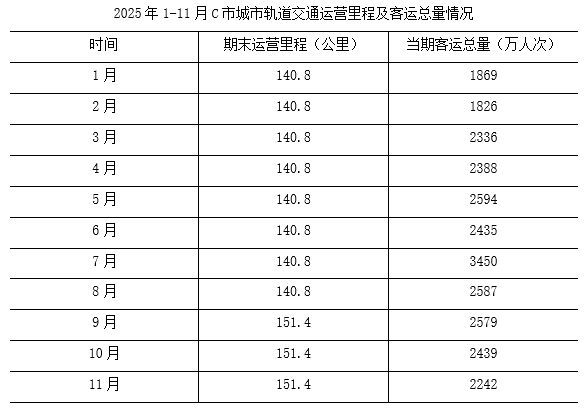 2025年1-11月C市城市轨道交通运营里程及客运总量情况
时间 期末运营里程（公里） 当期客运总量（万人次）
1月 140.8 1869
2月 140.8 1826
3月 140.8 2336
4月 140.8 2388
5月 140.8 2594
6月 140.8 2435
7月 140.8 3450
8月 140.8 2587
9月 151.4 2579
10月 151.4 2439
11月 151.4 2242